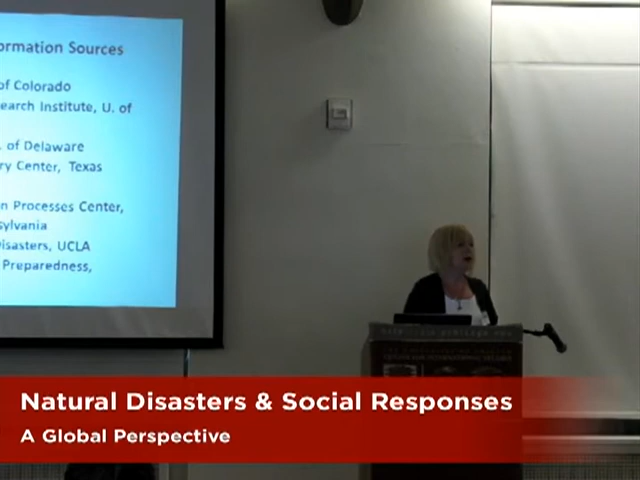 ormation Sources
of Colorado
earch Institute, U. of
. of Delaware
ry Center, Texas
n Processes Center,
sylvania
isasters, UCLA
Preparedness,
Natural Disasters & Social Responses
A Global Perspective